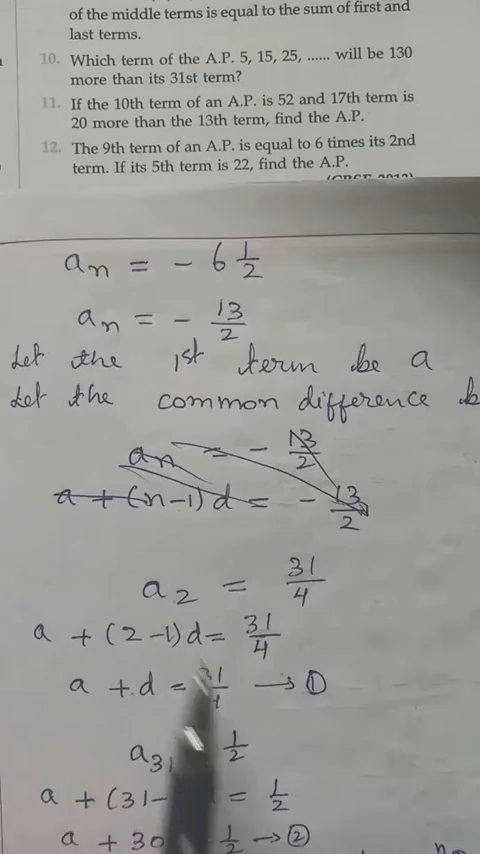 of the middle terms is equal to the sum of first and
last terms.
10. Which term of the A.P. 5, 15, 25, ...... will be 130
more than its 31st term?
11. If the 10th term of an A.P. is 52 and 17th term is
20 more than the 13th term, find the A.P.
12. The 9th term of an A.P. is equal to 6 times its 2nd
term. If its 5th term is 22, find the A.P.
an = - 6 1/2
an = - 13/2
Let the 1st term be a
Let the common difference b
an = - 13/2
a + (n-1)d = - 13/2
a2 = 31/4
a + (2-1)d = 31/4
a + d = 31/4 → ①
a31 1/2
a + (31- = 1/2
a + 30 1/2 → ②